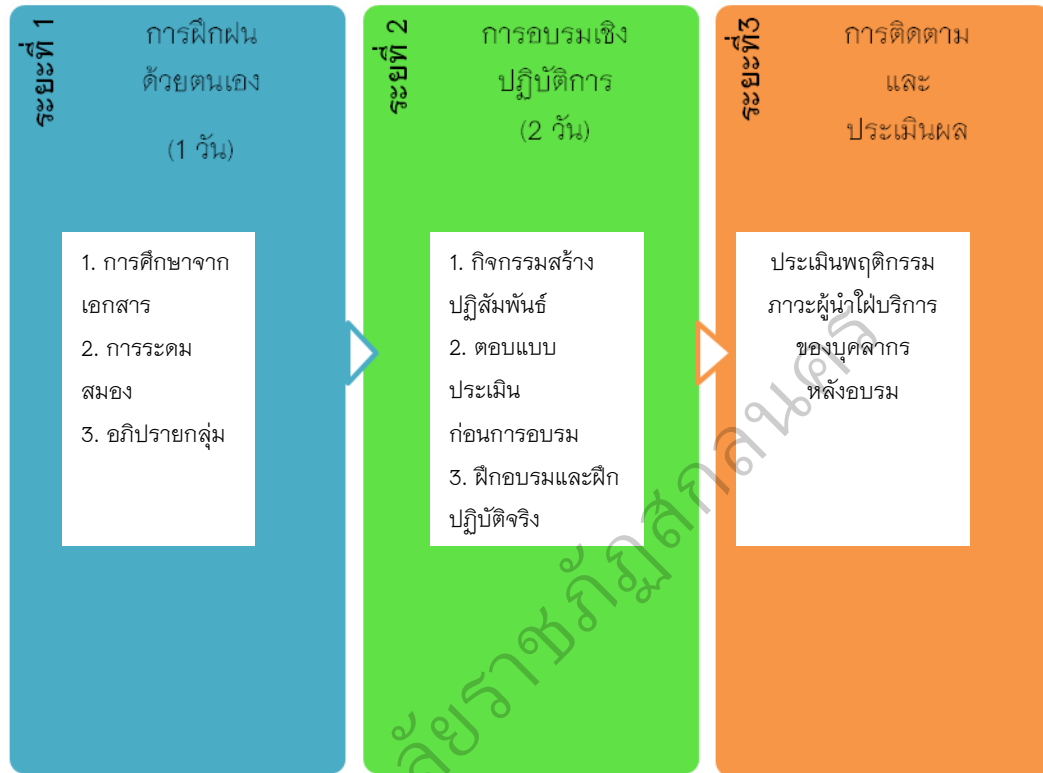 ระยะที่ 1
การฝึกฝน
ด้วยตนเอง
(1 วัน)
1. การศึกษาจาก
เอกสาร
2. การระดม
สมอง
3. อภิปรายกลุ่ม
ระยที่ 2
การอบรมเชิง
ปฏิบัติการ
(2 วัน)
1. กิจกรรมสร้าง
ปฏิสัมพันธ์
2. ตอบแบบ
ประเมิน
ก่อนการอบรม
3. ฝึกอบรมและฝึก
ปฏิบัติจริง
ระยะที่3
การติดตาม
และ
ประเมินผล
ประเมินพฤติกรรม
ภาวะผู้นำใฝ่บริการ
ของบุคลากร
หลังอบรม
ลัยราชภัฏสกลนคร